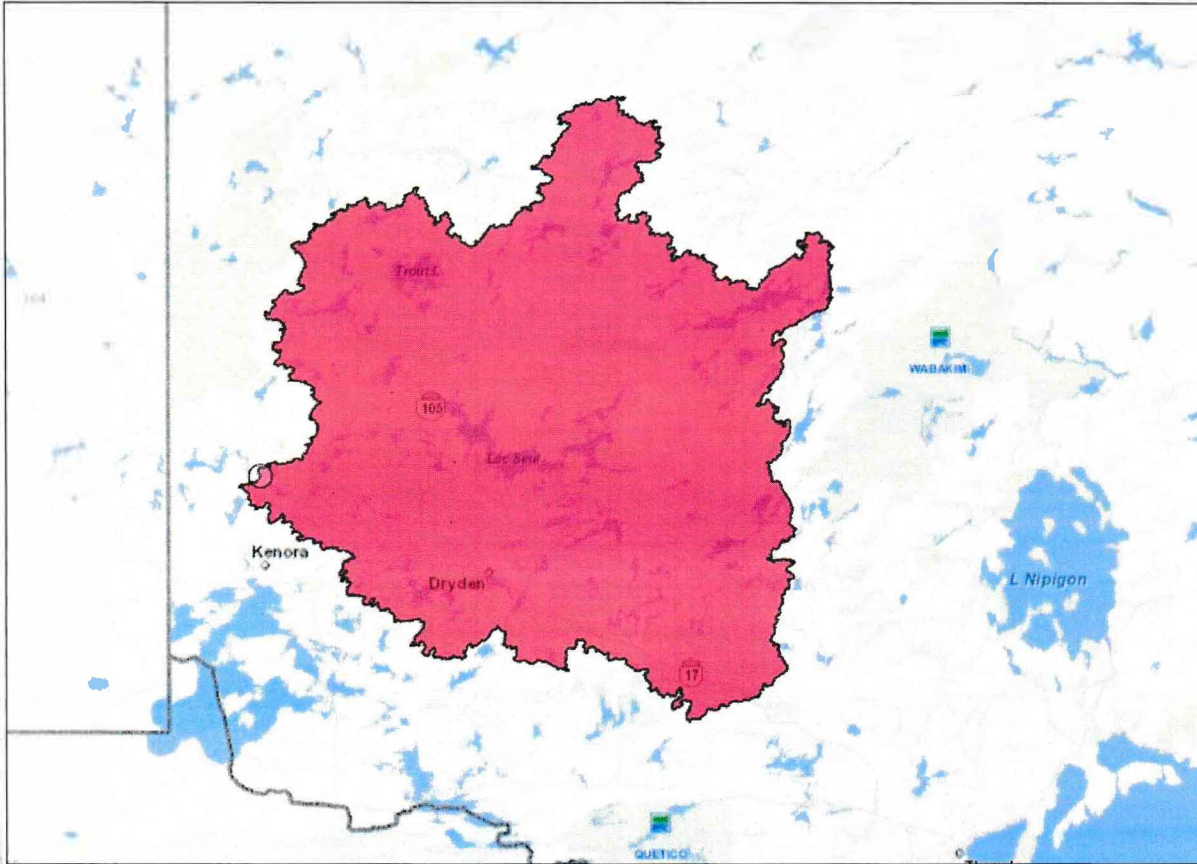 Trout L
WABAKIMI
105
Lac Seul
Kenora
Dryden
L Nipigon
17
QUETICO